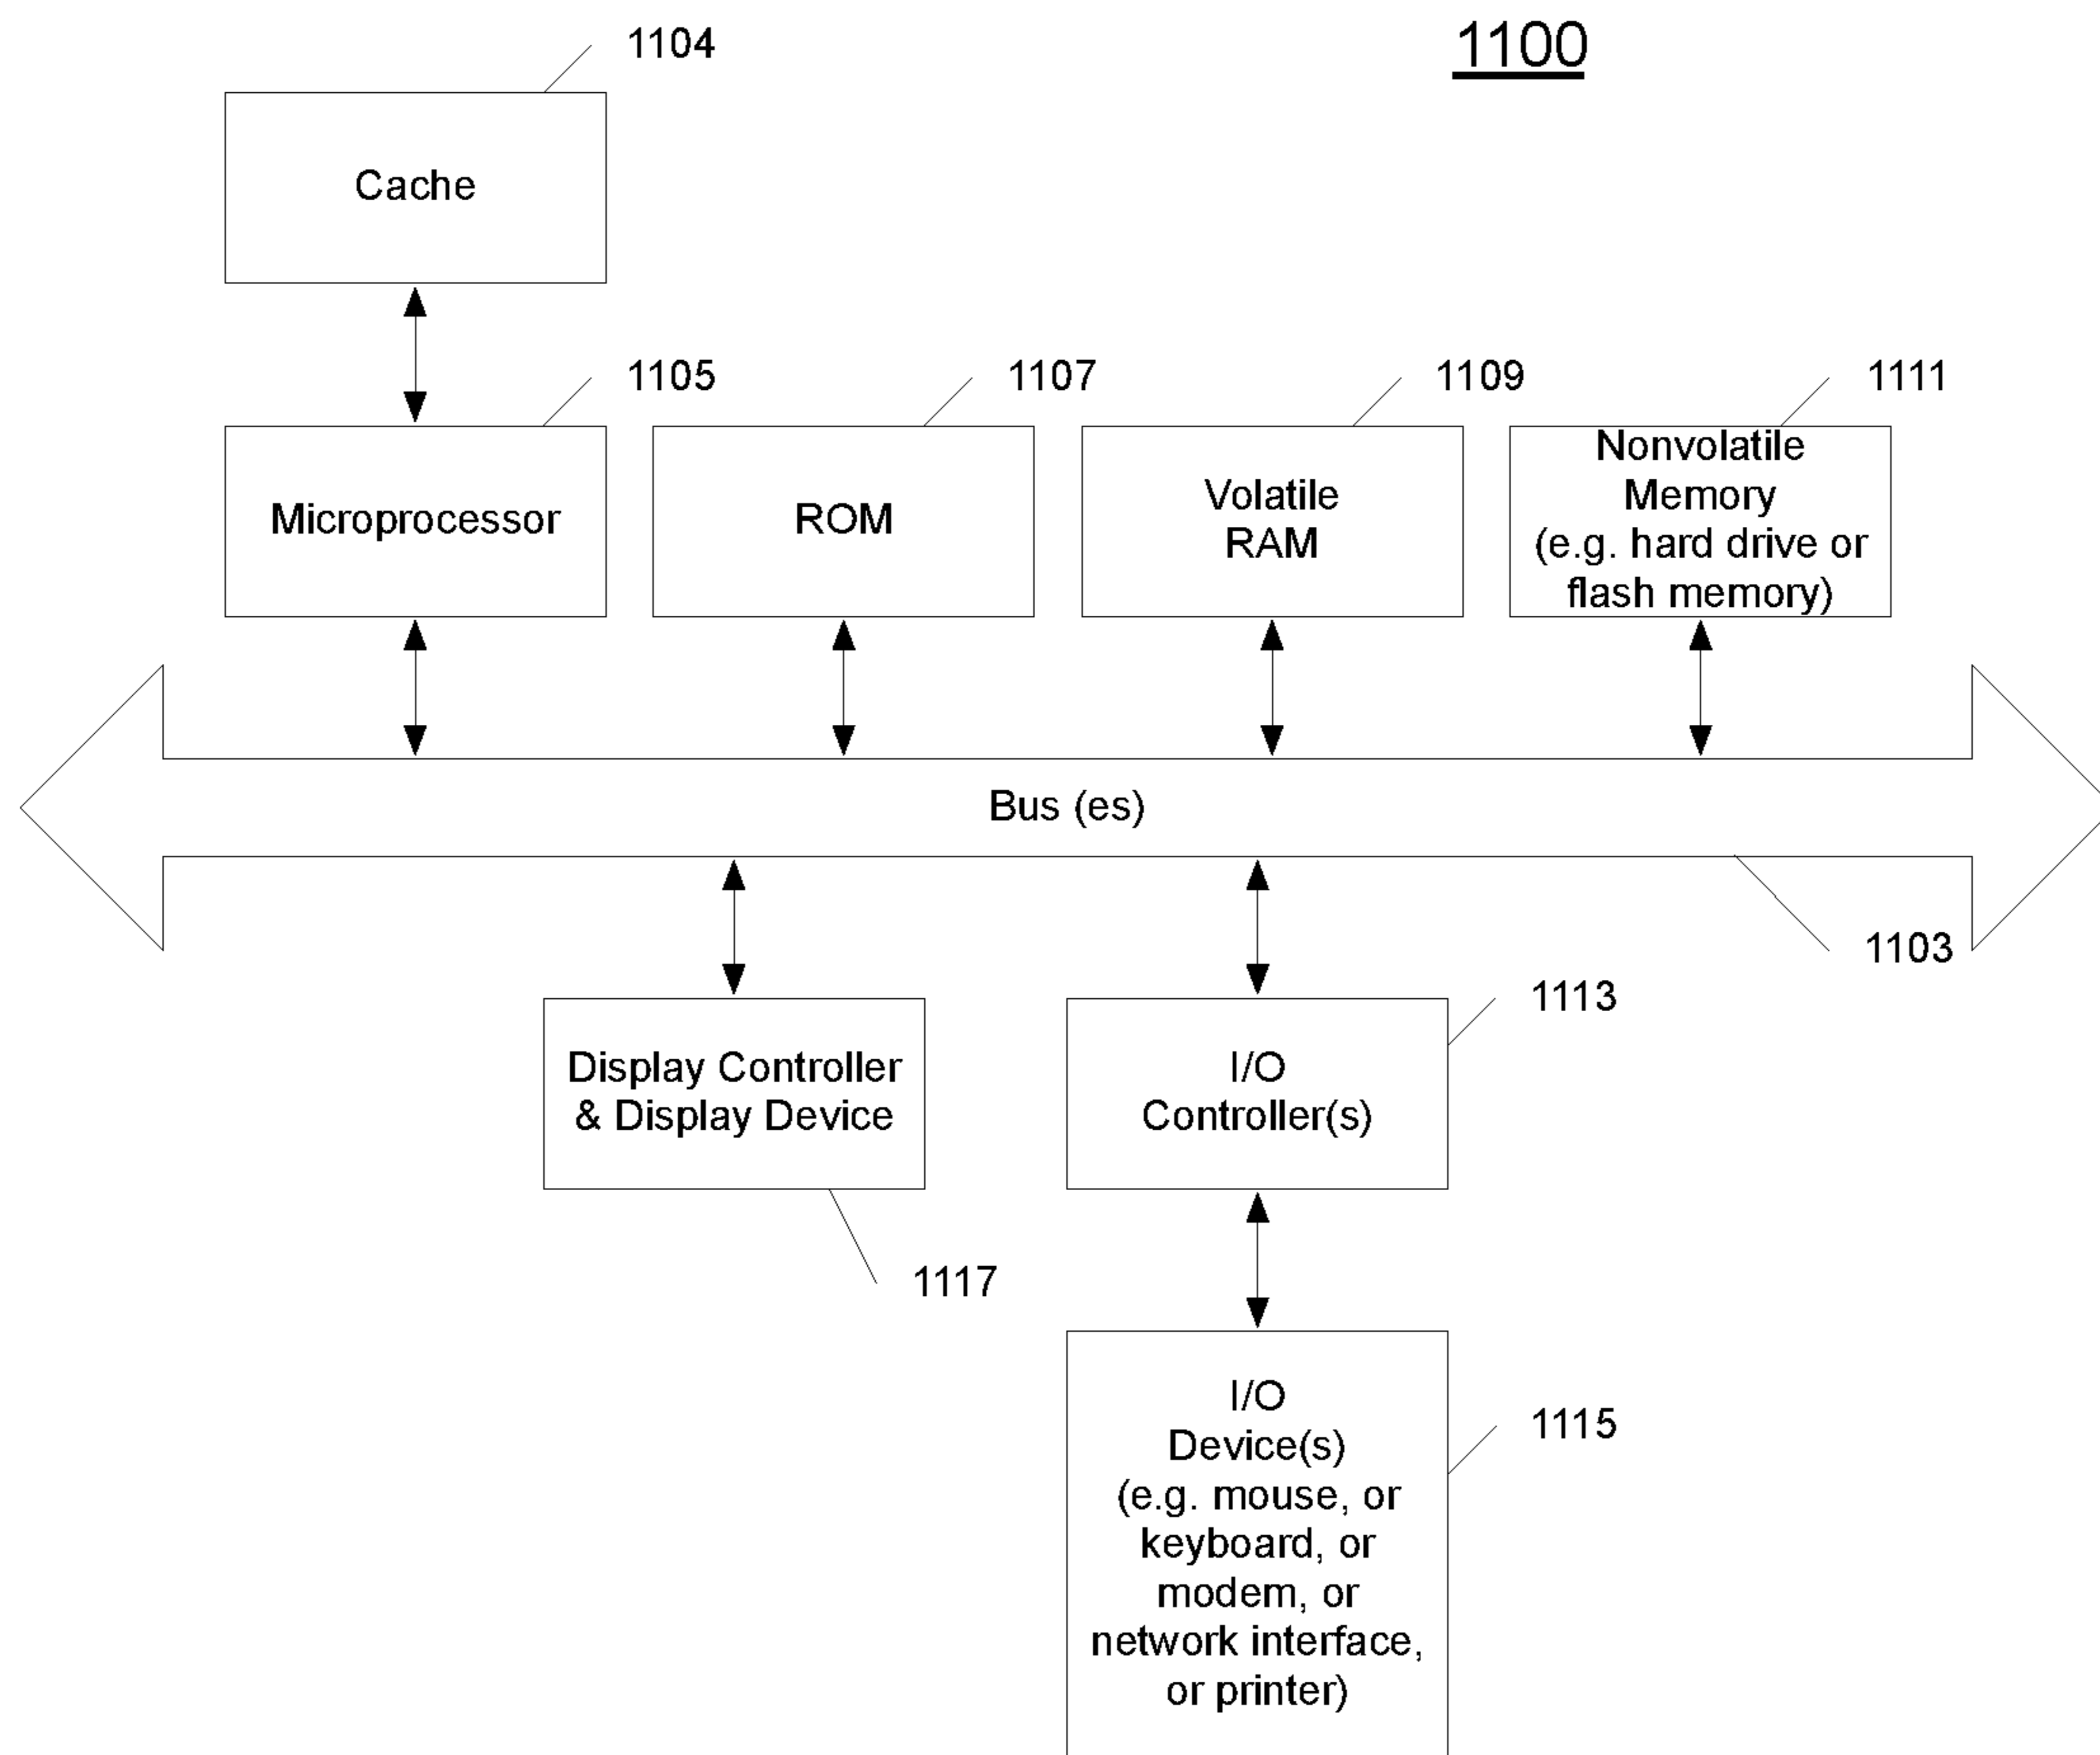 1100
1104
Cache
1105
1107
1109
1111
Microprocessor
ROM
Volatile
RAM
Nonvolatile
Memory
(e.g. hard drive or
flash memory)
Bus (es)
1103
Display Controller
& Display Device
1117
I/O
Controller(s)
1113
I/O
Device(s)
(e.g. mouse, or
keyboard, or
modem, or
network interface,
or printer)
1115